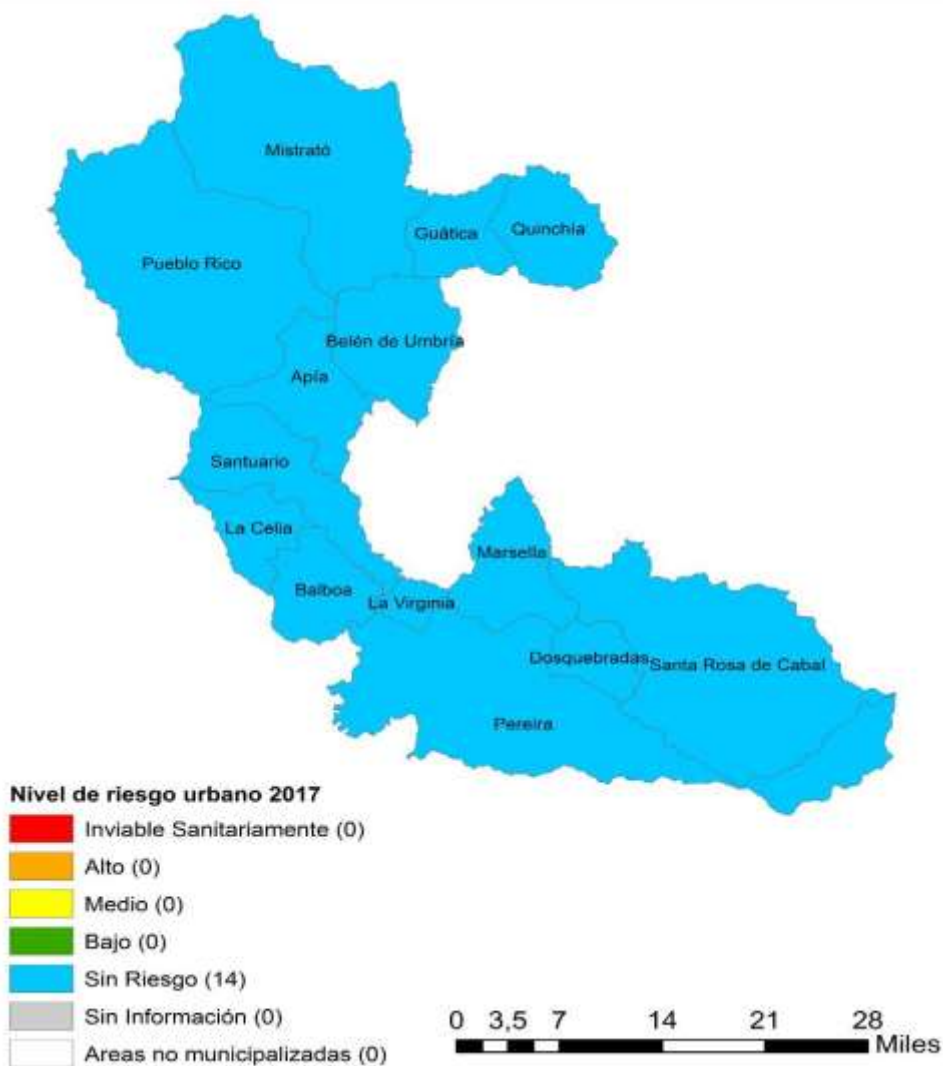 Mistrató
Guática
Quinchía
Pueblo Rico
Belén de Umbría
Apía
Santuario
La Celia
Marsella
Balboa
La Virginia
Dosquebradas
Santa Rosa de Cabal
Pereira
Nivel de riesgo urbano 2017
Inviable Sanitariamente (0)
Alto (0)
Medio (0)
Bajo (0)
Sin Riesgo (14)
Sin Información (0)
Areas no municipalizadas (0)
0 3,5 7 14 21 28
Miles